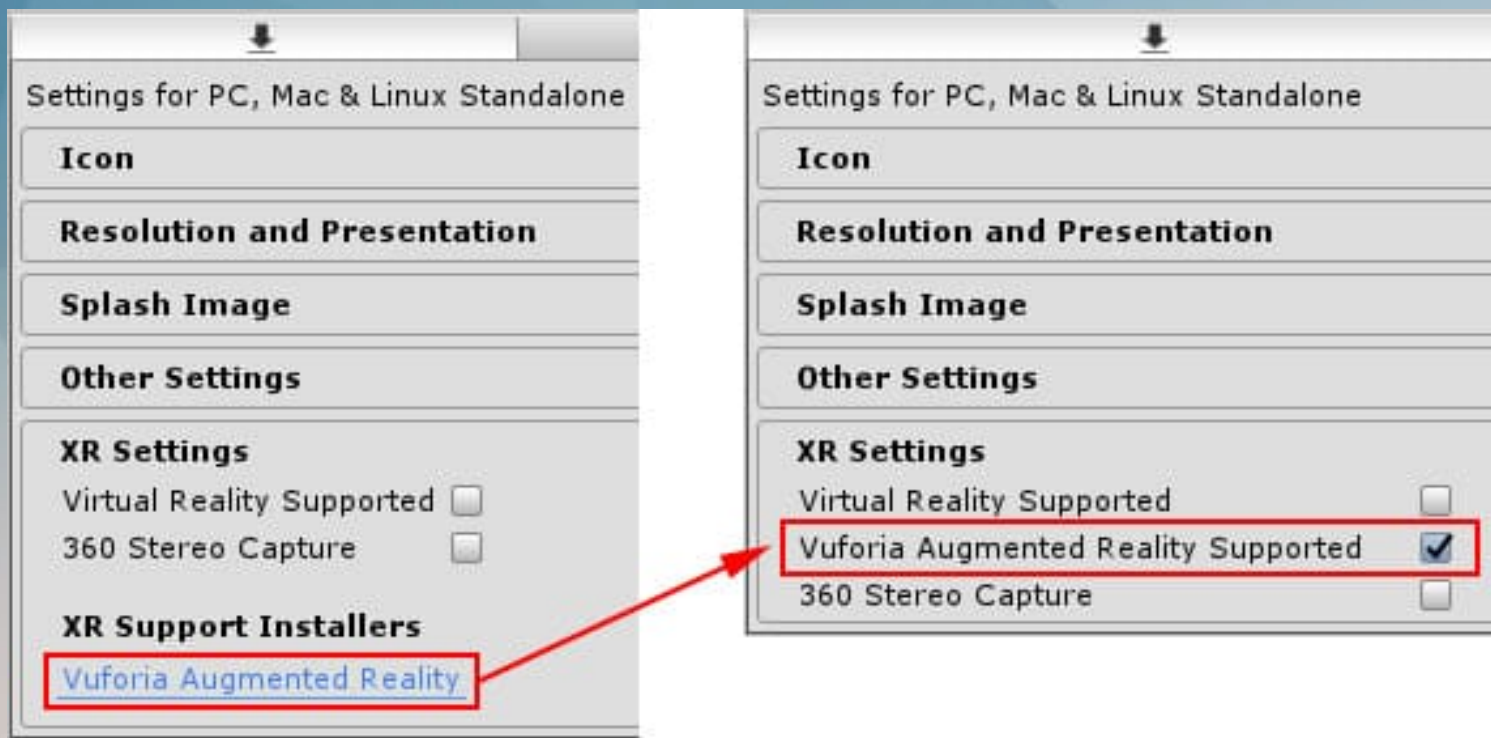 Settings for PC, Mac & Linux Standalone
Icon
Resolution and Presentation
Splash Image
Other Settings
XR Settings
Virtual Reality Supported
360 Stereo Capture
XR Support Installers
Vuforia Augmented Reality
Settings for PC, Mac & Linux Standalone
Icon
Resolution and Presentation
Splash Image
Other Settings
XR Settings
Virtual Reality Supported
Vuforia Augmented Reality Supported
360 Stereo Capture